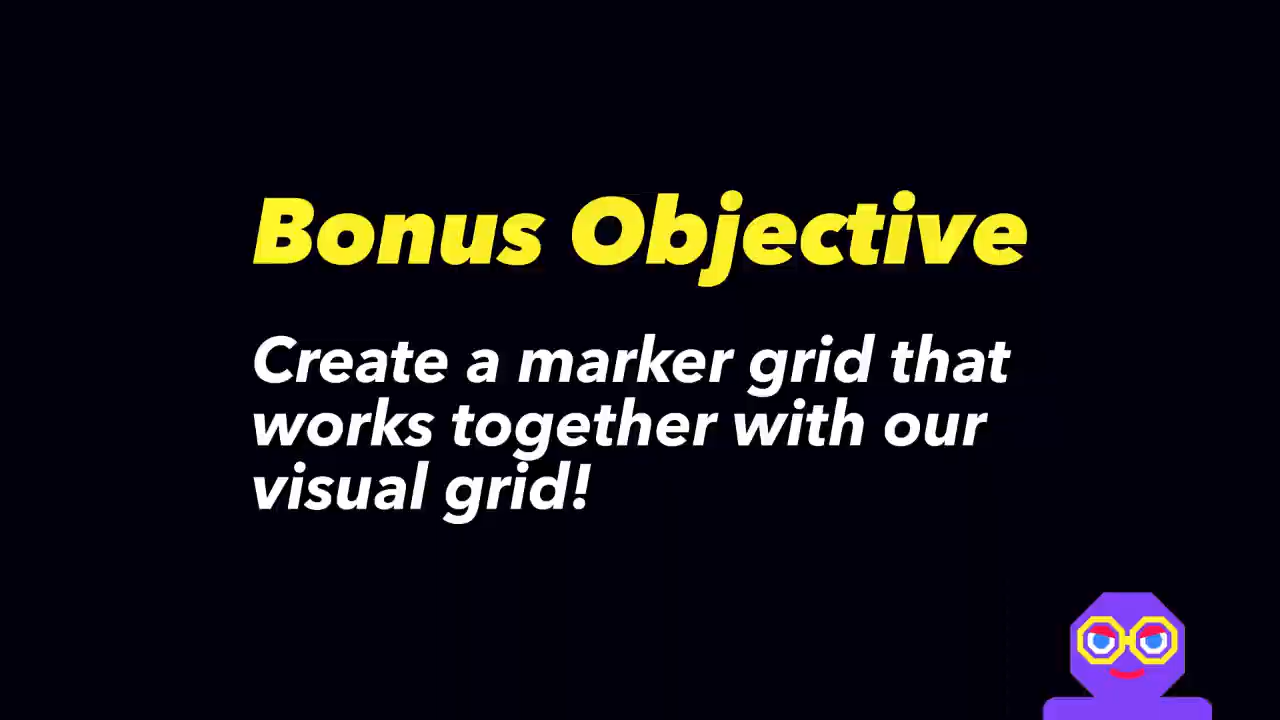 Bonus Objective
Create a marker grid that
works together with our
visual grid!